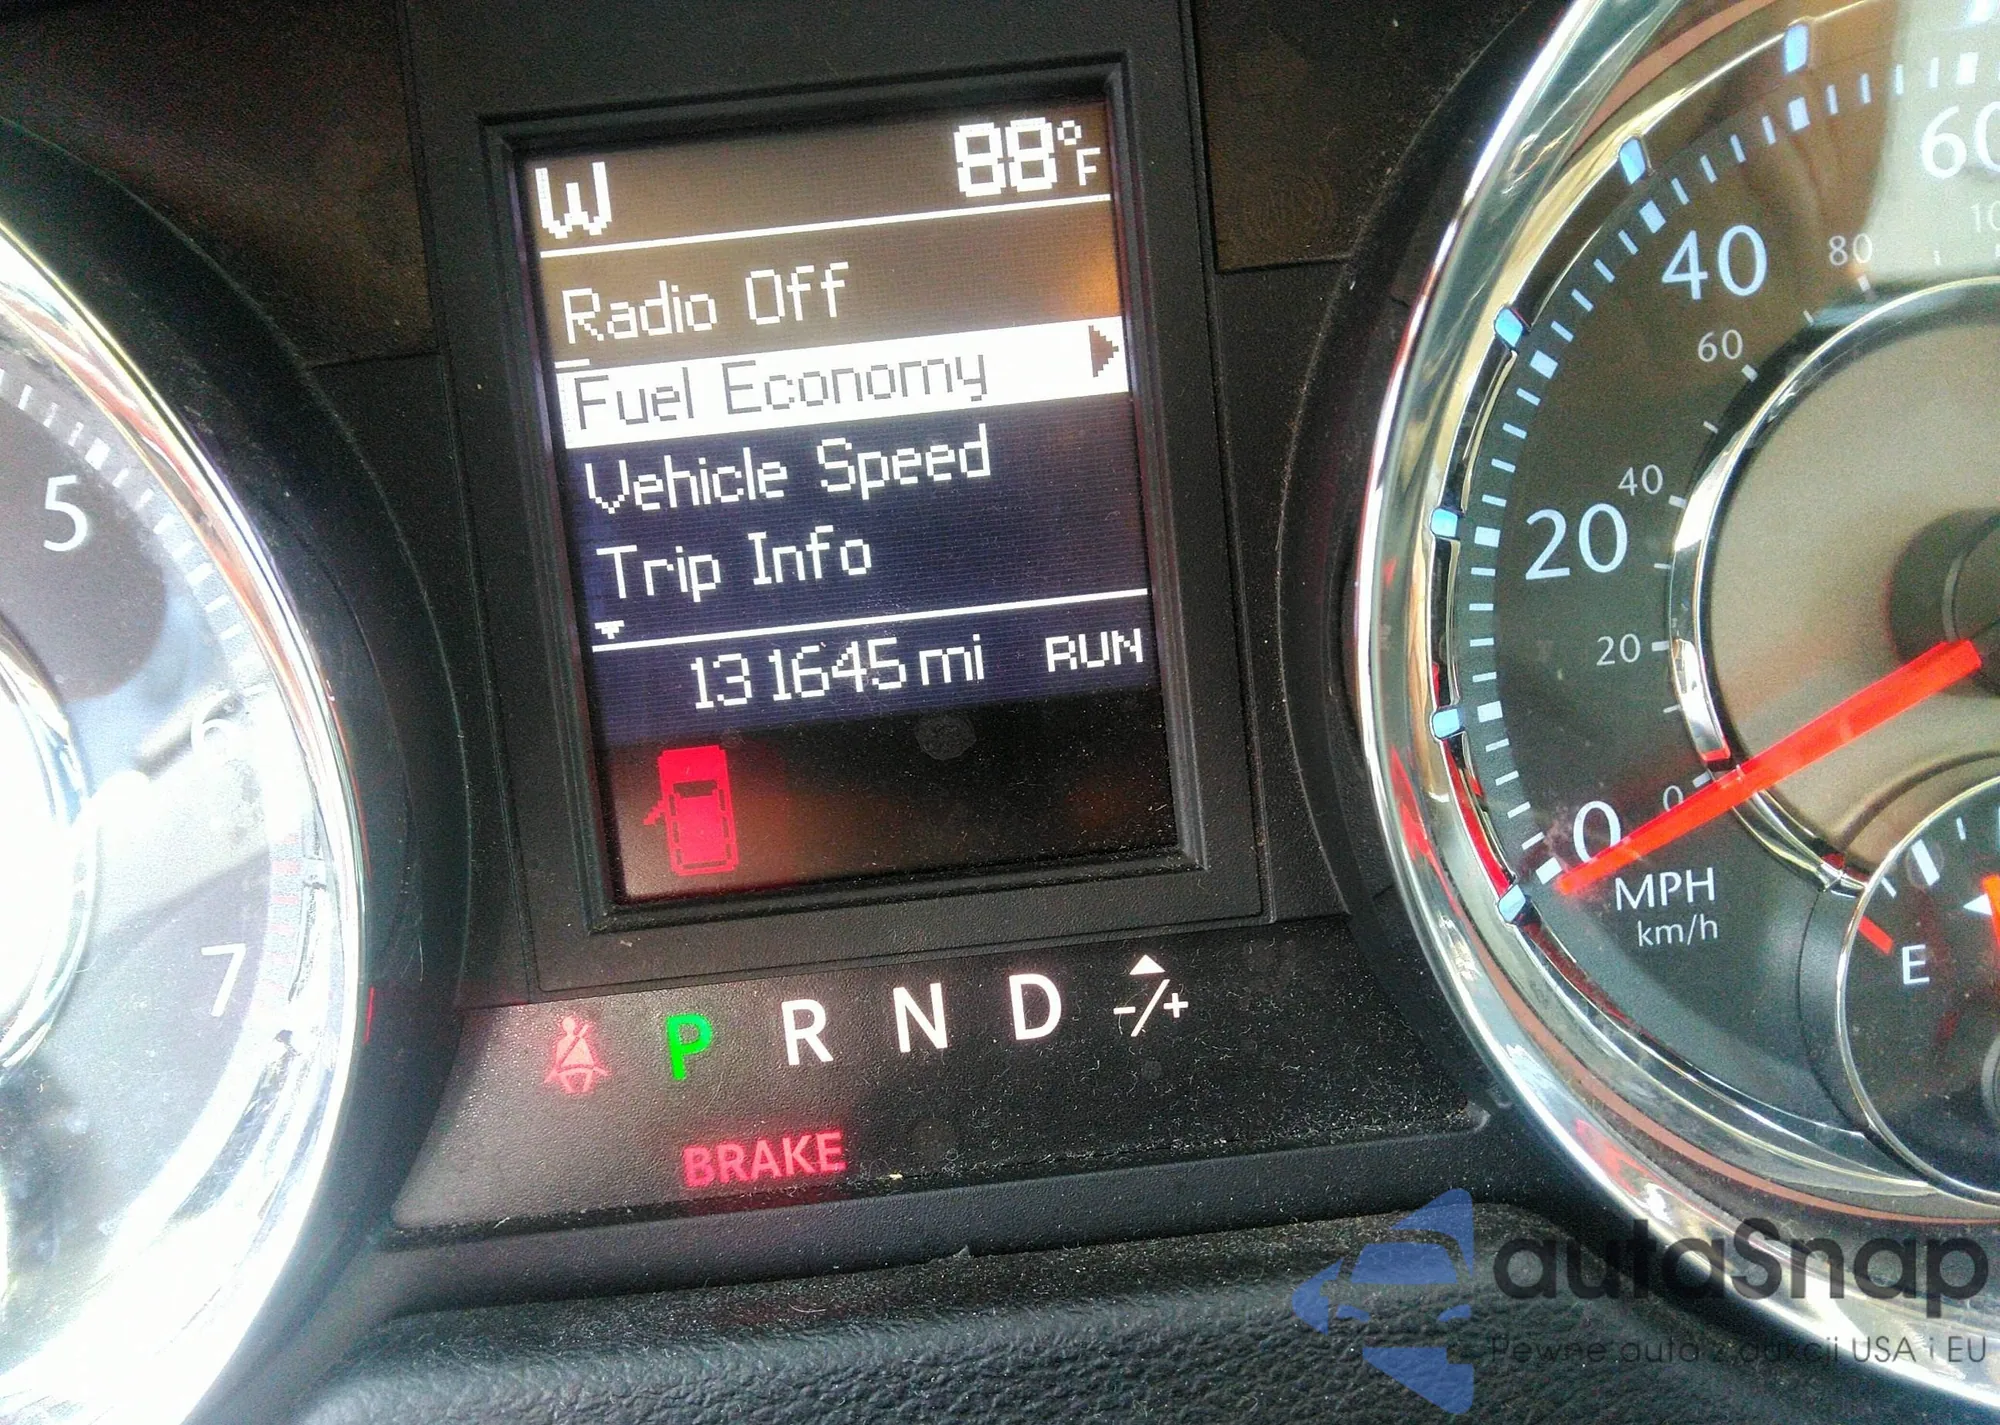 W 88°F
Radio Off
Fuel Economy
Vehicle Speed
Trip Info
131645 mi RUN
P R N D -/+
BRAKE
5
6
7
0
20
40
60
0
20
40
60
80
MPH
km/h
E
autoSnap
Pewne auta z aukcji USA i EU